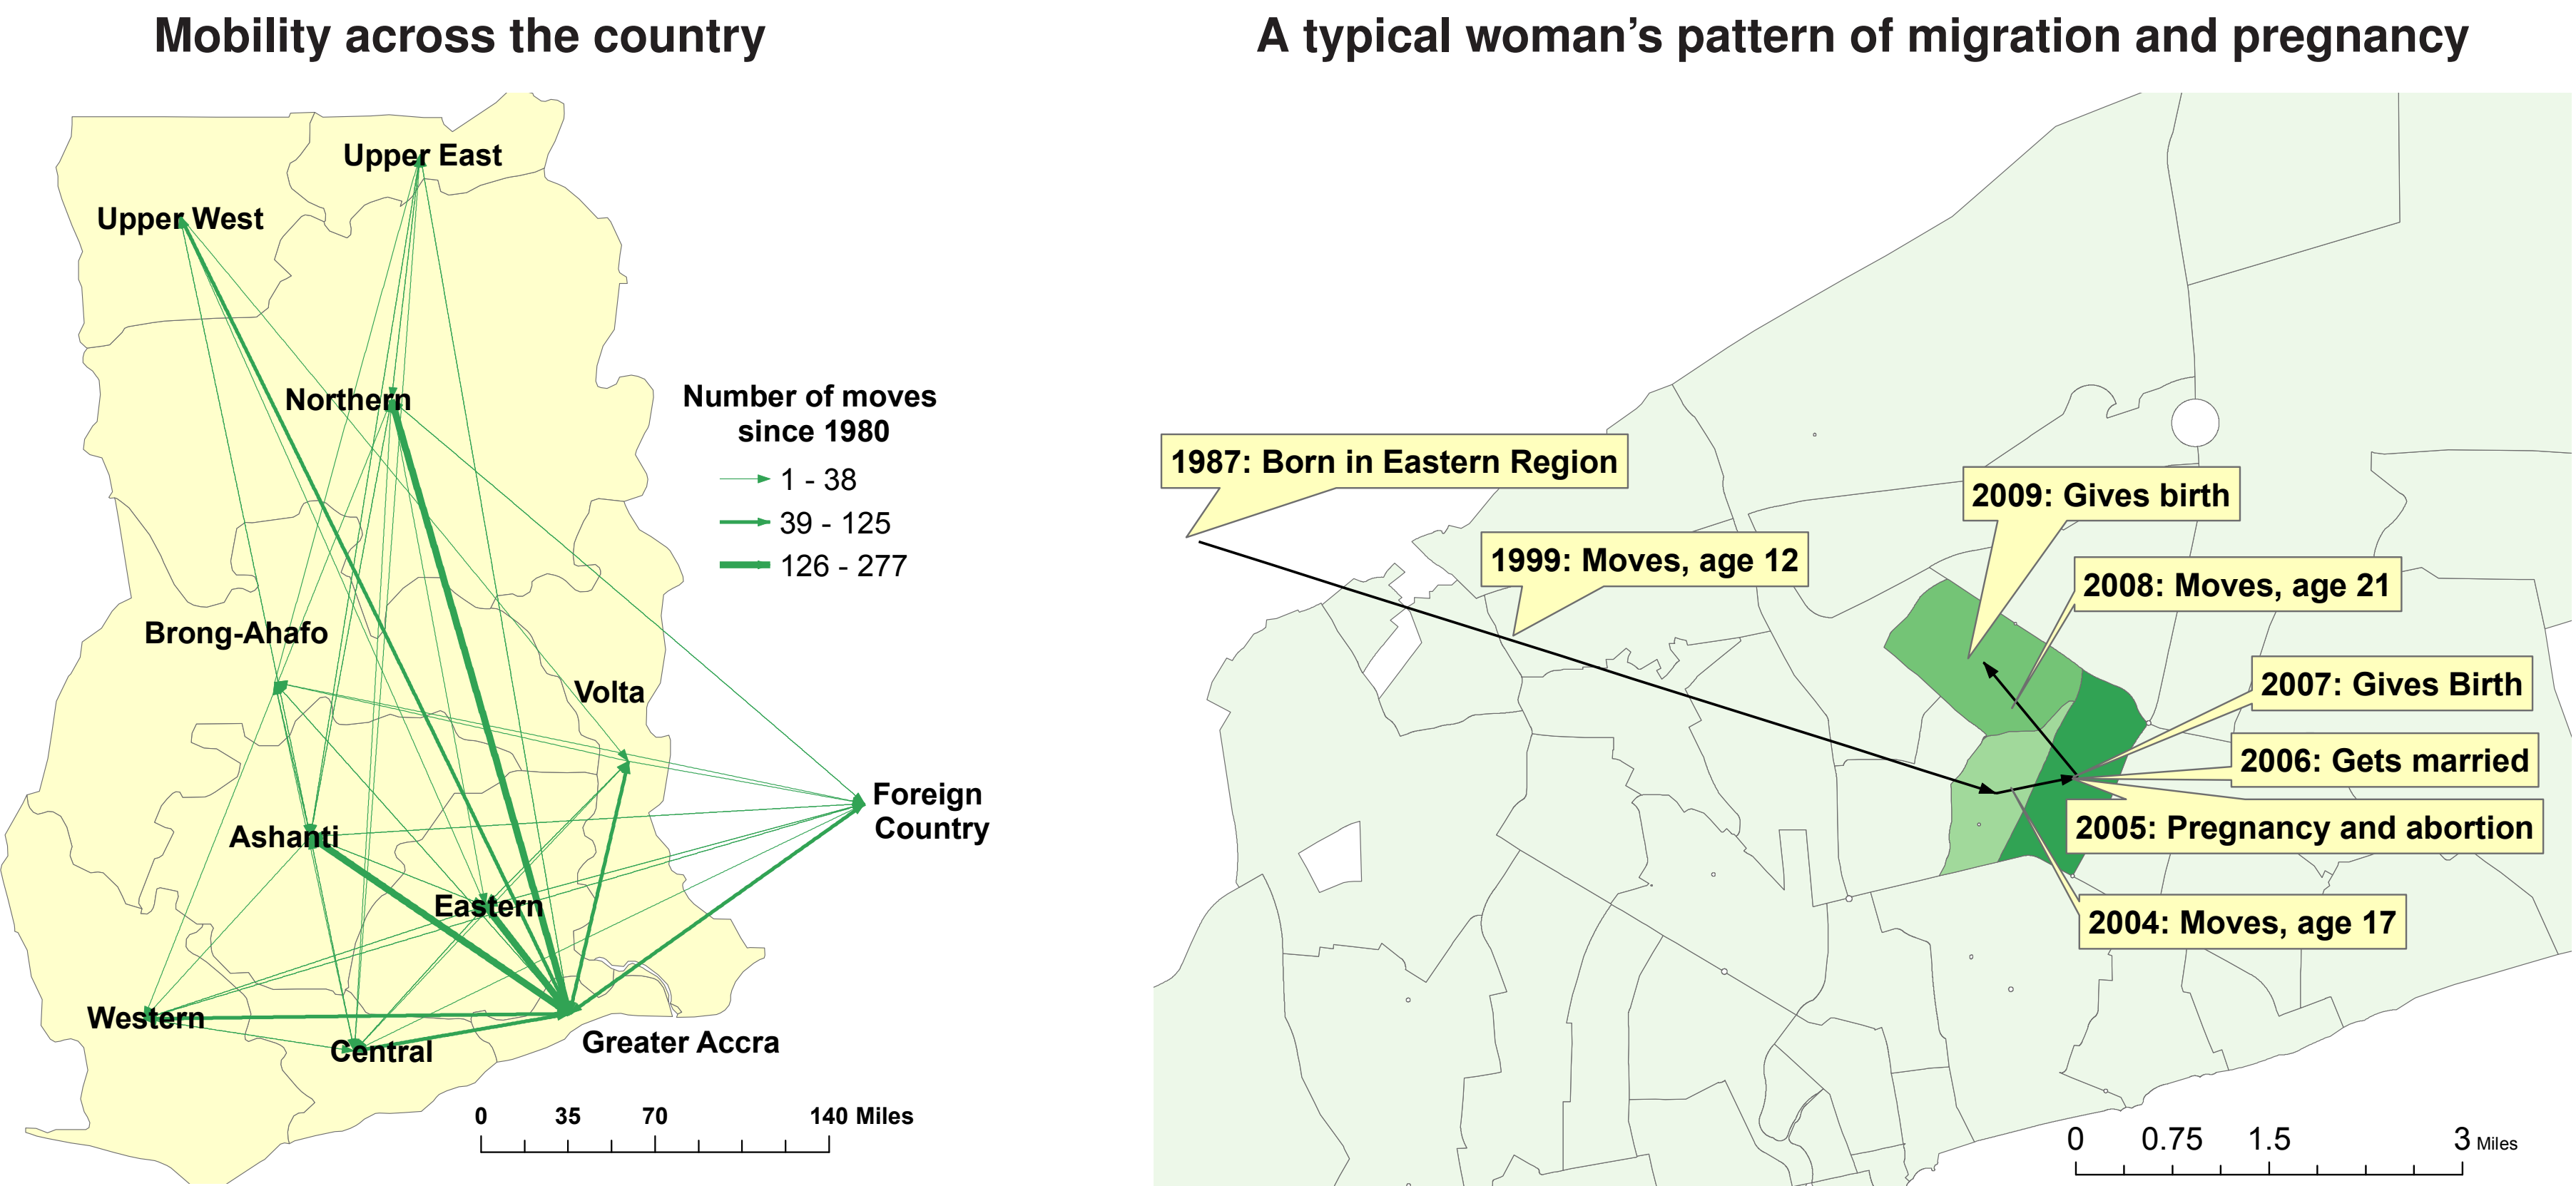 Mobility across the country
Upper East
Upper West
Northern
Number of moves
since 1980
1 - 38
39 - 125
126 - 277
Brong-Ahafo
Volta
Foreign
Country
Ashanti
Eastern
Western
Central
Greater Accra
0 35 70 140 Miles
A typical woman’s pattern of migration and pregnancy
1987: Born in Eastern Region
1999: Moves, age 12
2009: Gives birth
2008: Moves, age 21
2007: Gives Birth
2006: Gets married
2005: Pregnancy and abortion
2004: Moves, age 17
0 0.75 1.5 3 Miles